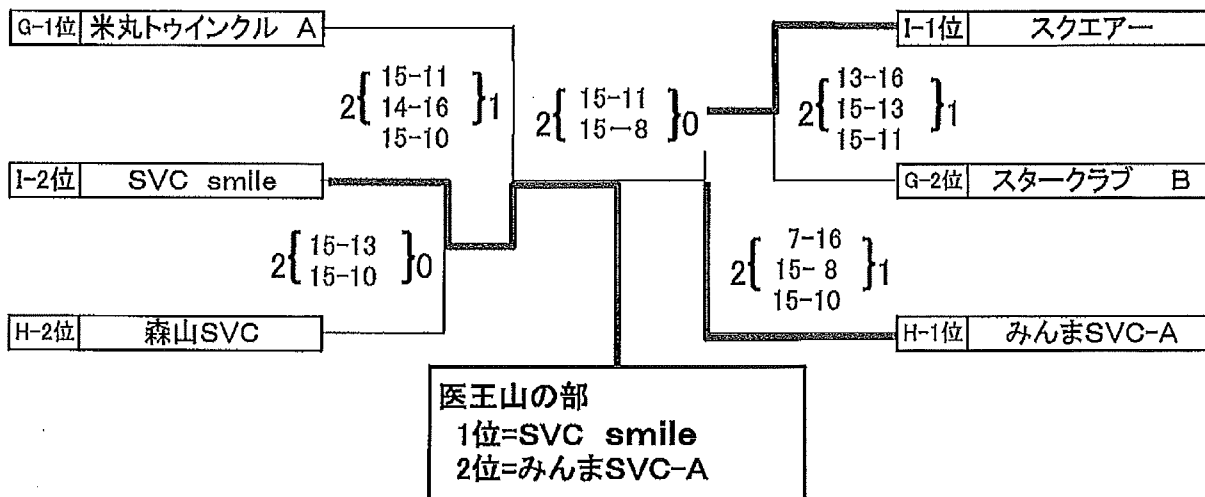 G-1位 米丸トゥインクル A
I-1位 スクエアー
2{ 15-11 14-16 15-10 }1
2{ 15-11 15-8 }0
2{ 13-16 15-13 15-11 }1
I-2位 SVC smile
G-2位 スタークラブ B
2{ 15-13 15-10 }0
2{ 7-16 15-8 15-10 }1
H-2位 森山SVC
H-1位 みんまSVC-A
医王山の部
1位=SVC smile
2位=みんまSVC-A